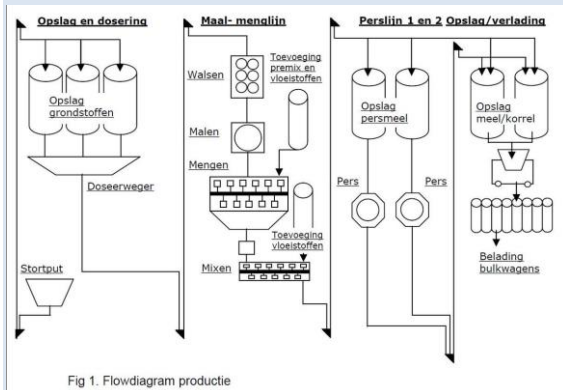 Opslag en dosering
Opslag
grondstoffen
Doseerweger
Stortput
Maal- menglijn
Walsen
Toevoeging
premix en
vloeistoffen
Malen
Mengen
Toevoeging
vloeistoffen
Mixen
Perslijn 1 en 2 Opslag/verlading
Opslag
persmeel
Pers
Pers
Opslag
meel/korrel
Belading
bulkwagens
Fig 1. Flowdiagram productie